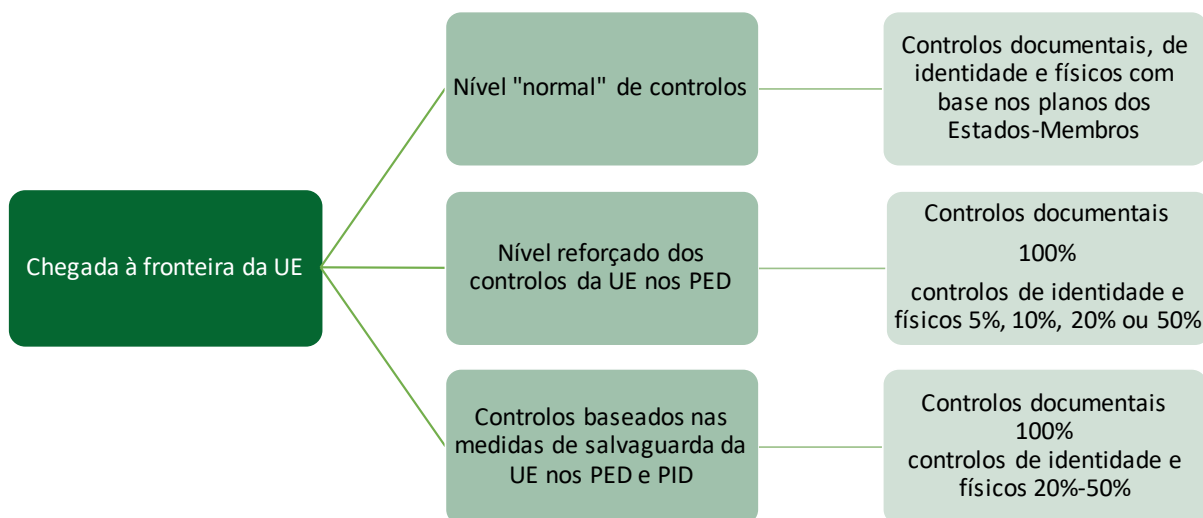 Chegada à fronteira da UE
Nível "normal" de controlos
Controlos documentais, de
identidade e físicos com
base nos planos dos
Estados-Membros
Nível reforçado dos
controlos da UE nos PED
Controlos documentais
100%
controlos de identidade e
físicos 5%, 10%, 20% ou 50%
Controlos baseados nas
medidas de salvaguarda da
UE nos PED e PID
Controlos documentais
100%
controlos de identidade e
físicos 20%-50%